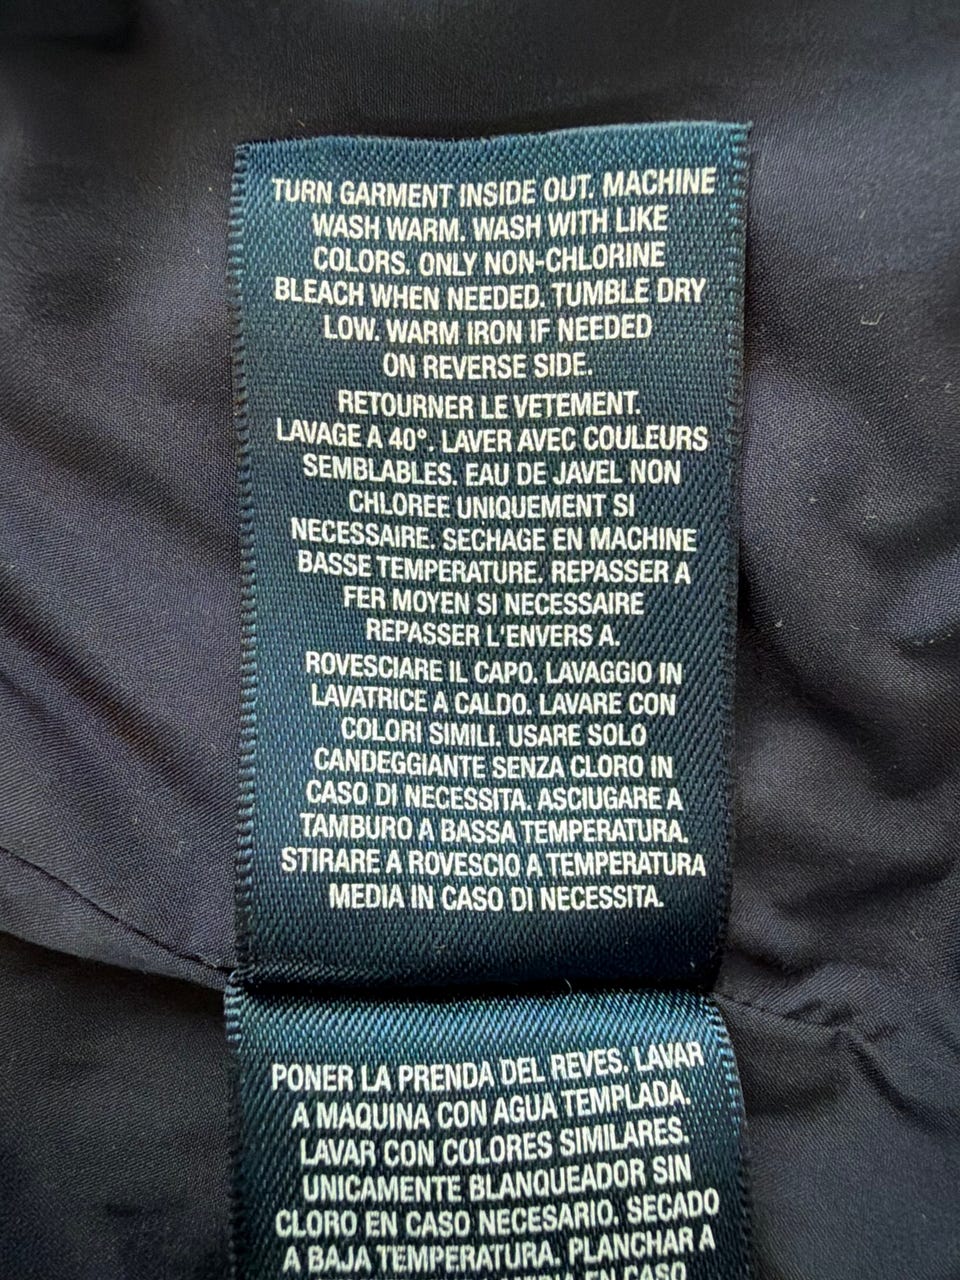 TURN GARMENT INSIDE OUT. MACHINE
WASH WARM. WASH WITH LIKE
COLORS. ONLY NON-CHLORINE
BLEACH WHEN NEEDED. TUMBLE DRY
LOW. WARM IRON IF NEEDED
ON REVERSE SIDE.
RETOURNER LE VETEMENT.
LAVAGE A 40°. LAVER AVEC COULEURS
SEMBLABLES. EAU DE JAVEL NON
CHLOREE UNIQUEMENT SI
NECESSAIRE. SECHAGE EN MACHINE
BASSE TEMPERATURE. REPASSER A
FER MOYEN SI NECESSAIRE
REPASSER L'ENVERS A.
ROVESCIARE IL CAPO. LAVAGGIO IN
LAVATRICE A CALDO. LAVARE CON
COLORI SIMILI. USARE SOLO
CANDEGGIANTE SENZA CLORO IN
CASO DI NECESSITA. ASCIUGARE A
TAMBURO A BASSA TEMPERATURA.
STIRARE A ROVESCIO A TEMPERATURA
MEDIA IN CASO DI NECESSITA.
PONER LA PRENDA DEL REVES. LAVAR
A MAQUINA CON AGUA TEMPLADA.
LAVAR CON COLORES SIMILARES.
UNICAMENTE BLANQUEADOR SIN
CLORO EN CASO NECESARIO. SECADO
A BAJA TEMPERATURA. PLANCHAR A
EN CASO